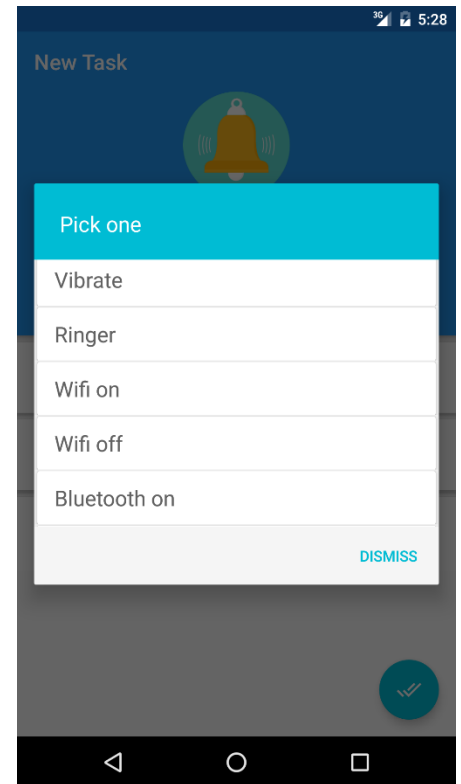 3G 5:28
New Task
Pick one
Vibrate
Ringer
Wifi on
Wifi off
Bluetooth on
DISMISS